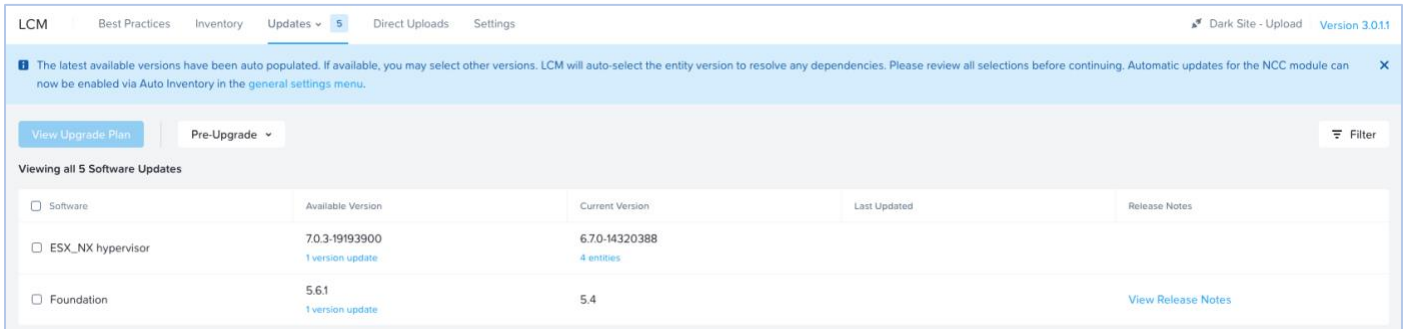 LCM Best Practices Inventory Updates 5 Direct Uploads Settings Dark Site - Upload Version 3.0.1.1
The latest available versions have been auto populated. If available, you may select other versions. LCM will auto-select the entity version to resolve any dependencies. Please review all selections before continuing. Automatic updates for the NCC module can
now be enabled via Auto Inventory in the general settings menu.
View Upgrade Plan Pre-Upgrade Filter
Viewing all 5 Software Updates
Software Available Version Current Version Last Updated Release Notes
ESX_NX hypervisor 7.0.3-19193900 6.7.0-14320388
1 version update 4 entities
Foundation 5.6.1 5.4 View Release Notes
1 version update